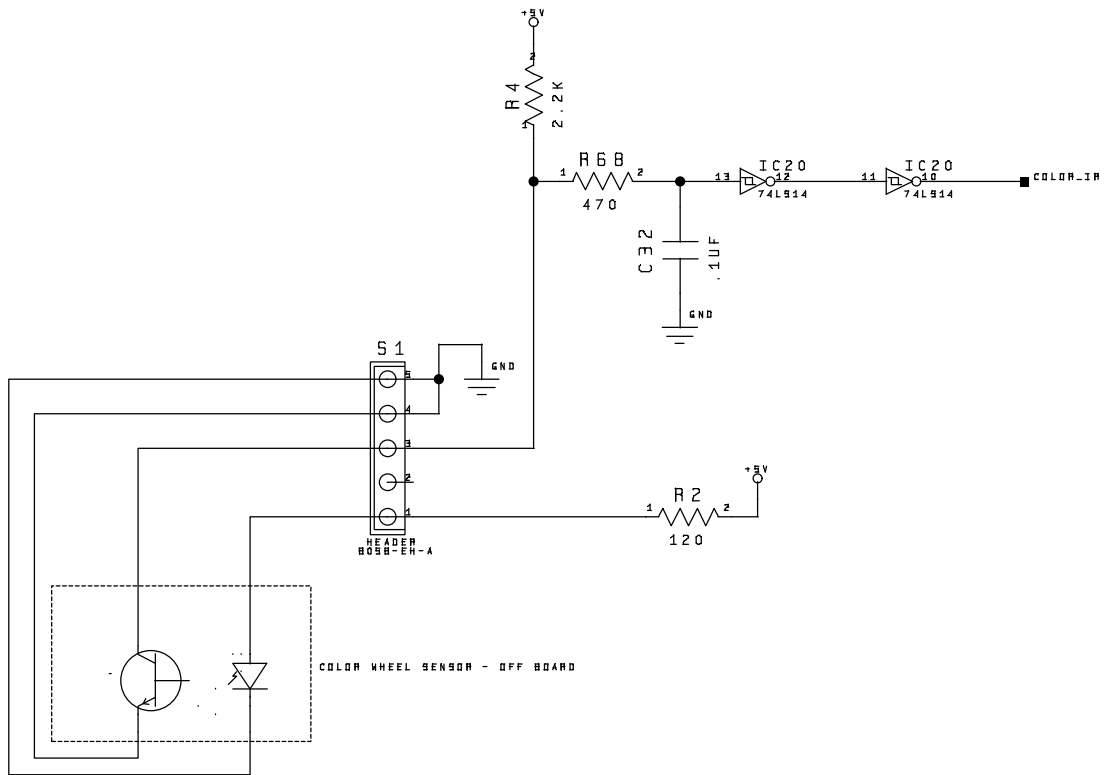 +5V
2
R4
2.2K
1
R68
1
2
470
13
IC20
12
74LS14
11
IC20
10
74LS14
COLOR_IR
C32
.1UF
GND
S1
GND
5
4
3
2
1
HEADER
B05B-EH-A
+5V
R2
1
2
120
COLOR WHEEL SENSOR - OFF BOARD